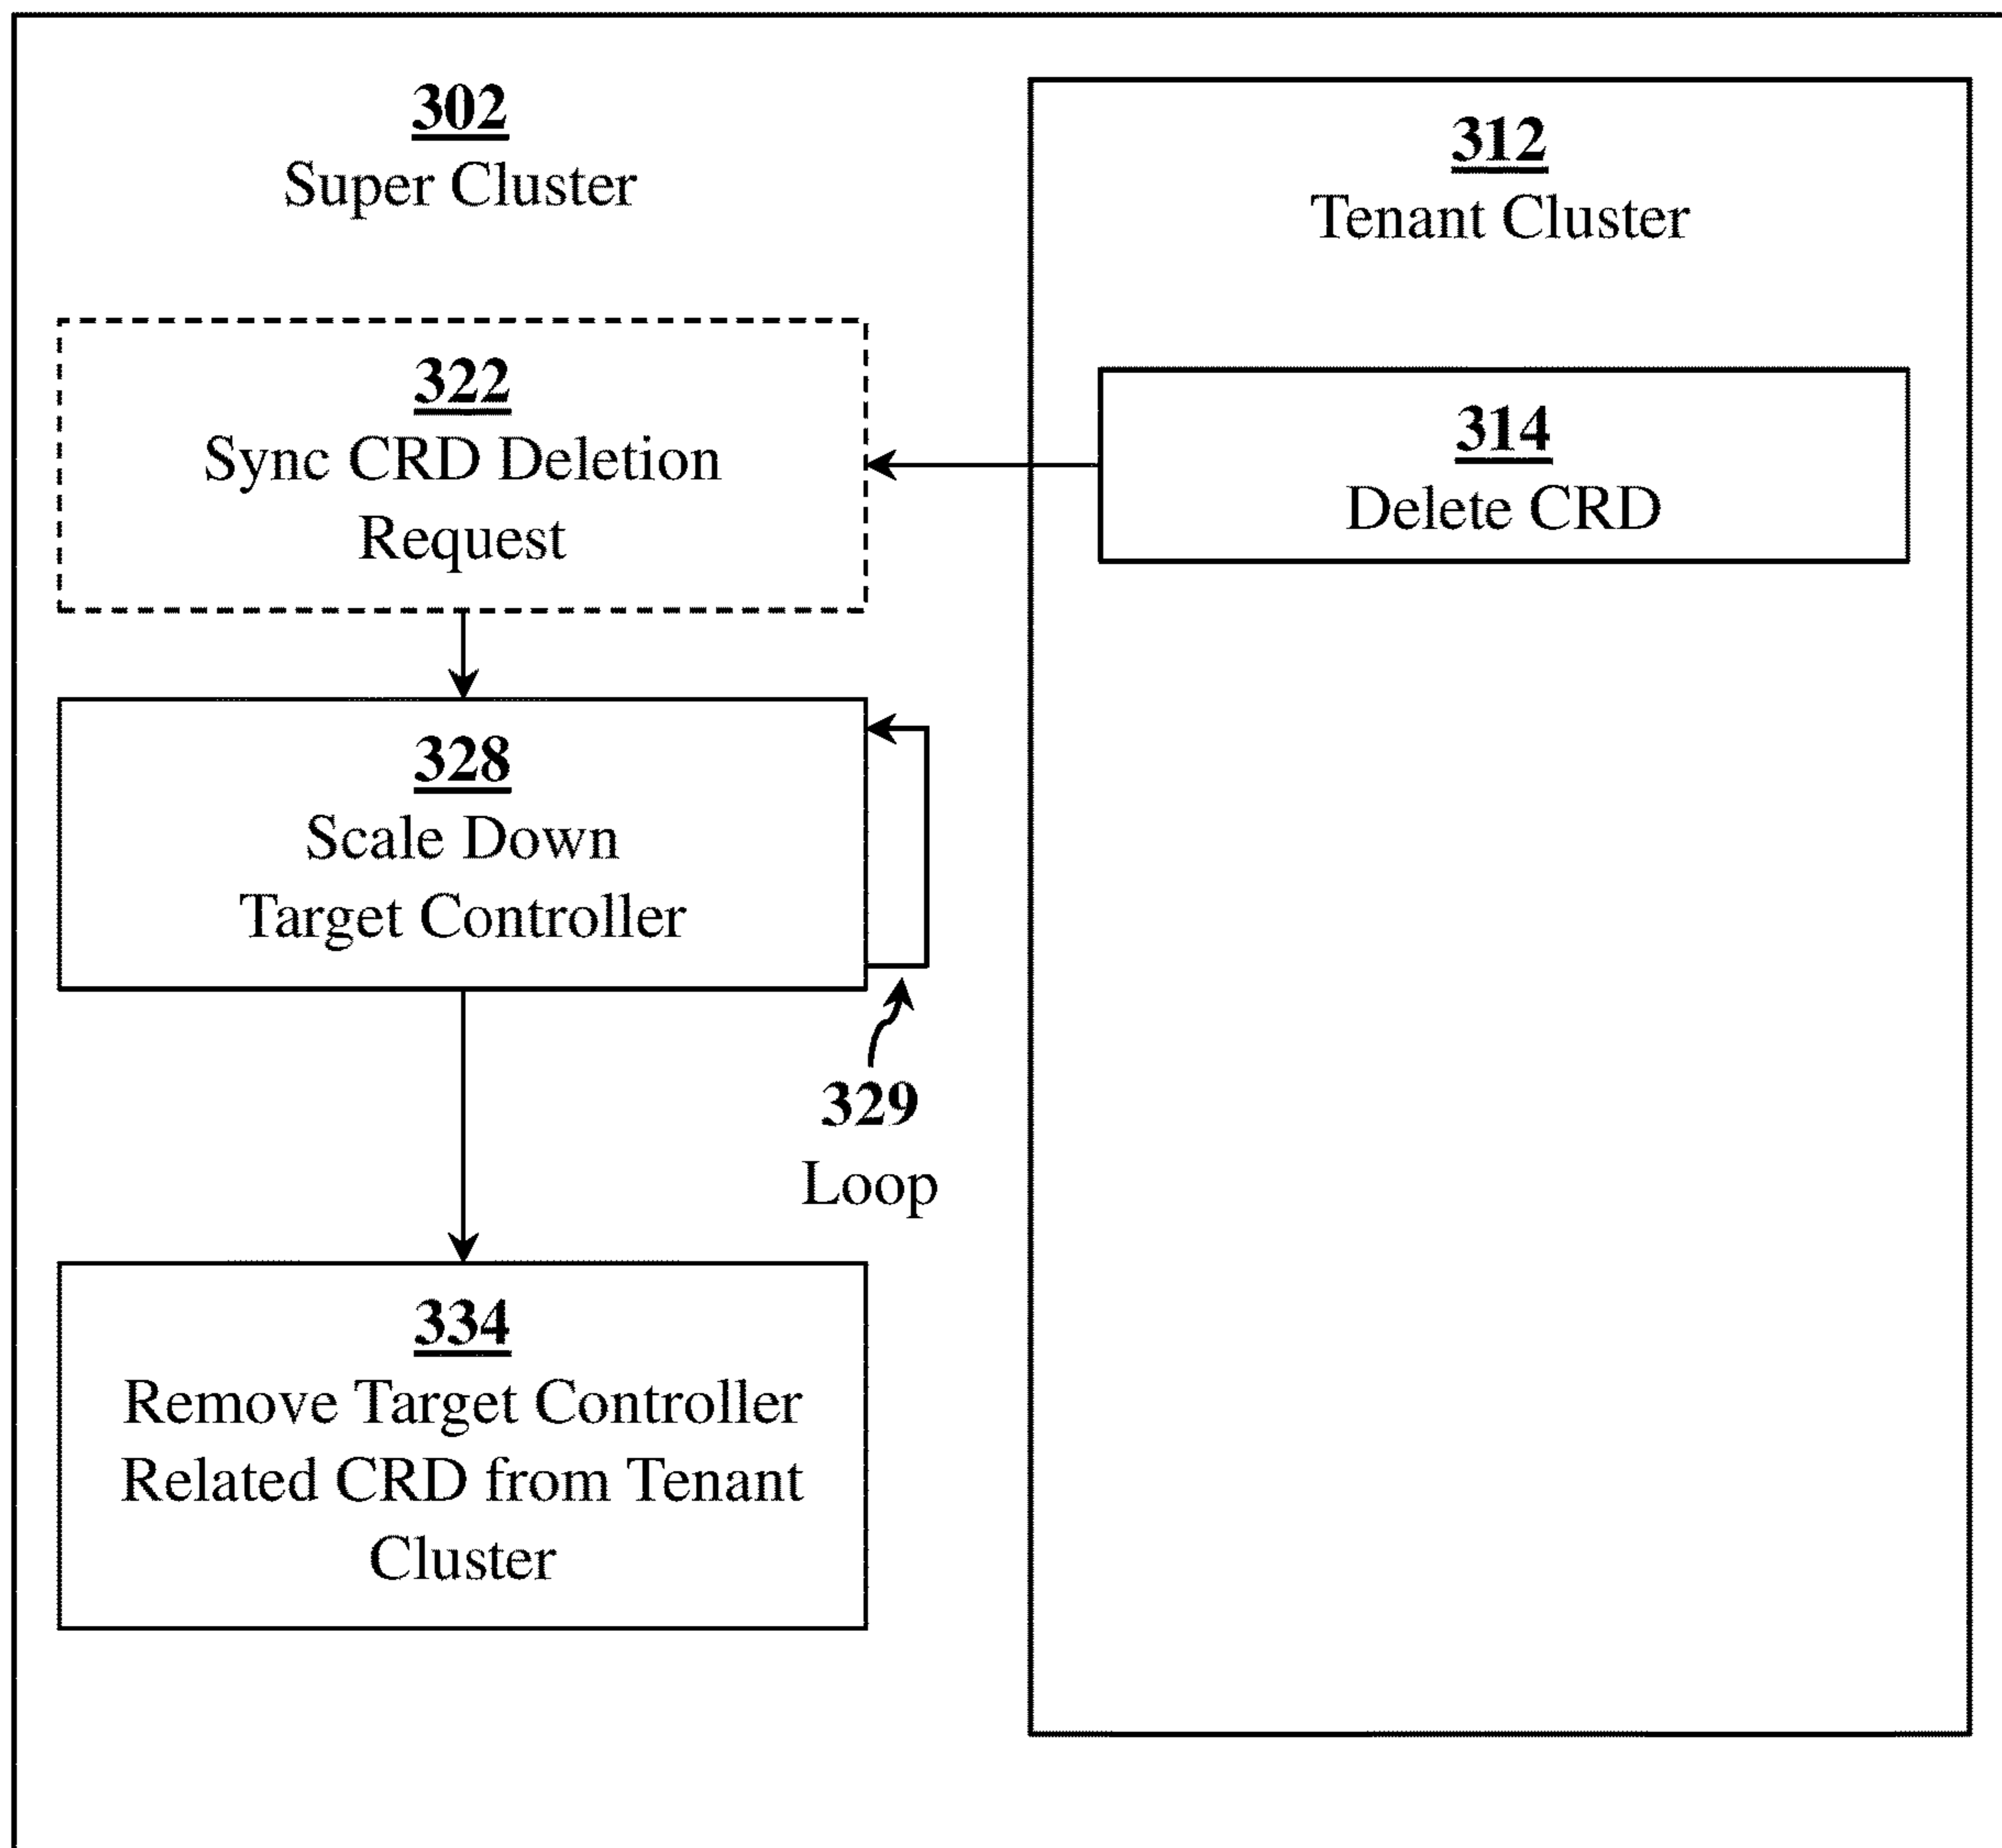 302
Super Cluster
312
Tenant Cluster
322
Sync CRD Deletion
Request
314
Delete CRD
328
Scale Down
Target Controller
329
Loop
334
Remove Target Controller
Related CRD from Tenant
Cluster